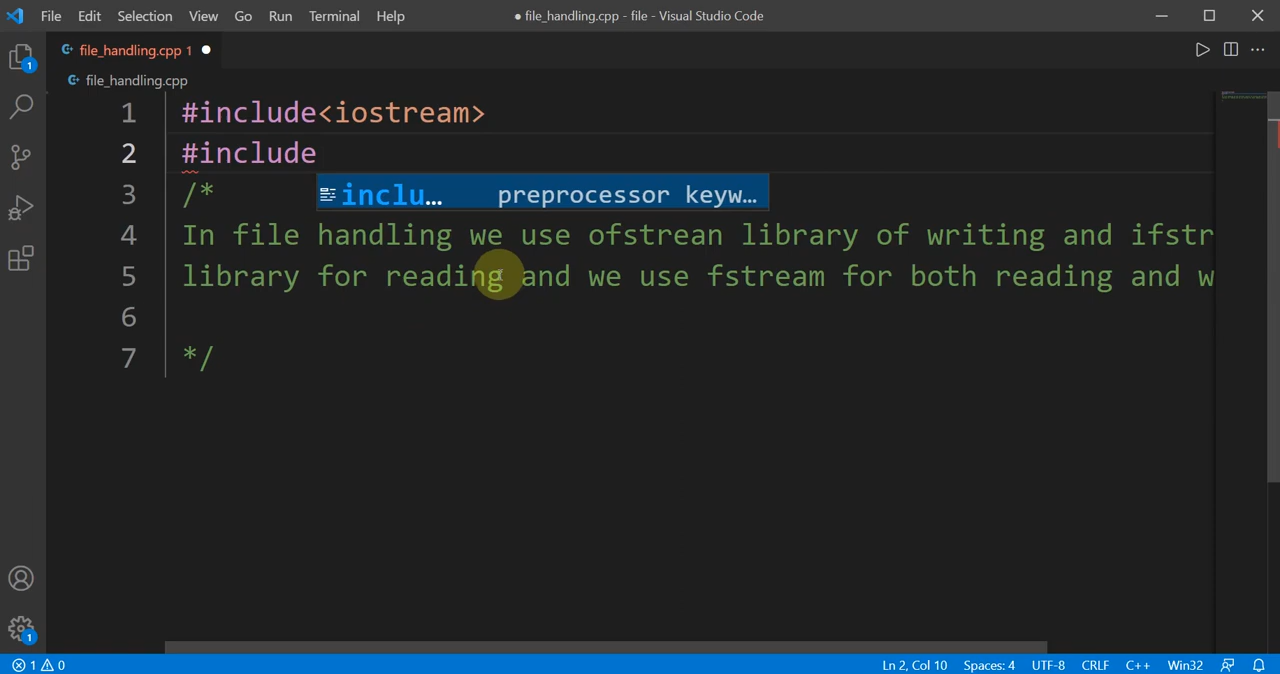 File Edit Selection View Go Run Terminal Help ● file_handling.cpp - file - Visual Studio Code
file_handling.cpp 1 ●
file_handling.cpp
1 #include<iostream>
2 #include
inclu… preprocessor keyw…
3 /*
4 In file handling we use ofstrean library of writing and ifstr
5 library for reading and we use fstream for both reading and w
6
7 */
1
1
1 0 Ln 2, Col 10 Spaces: 4 UTF-8 CRLF C++ Win32